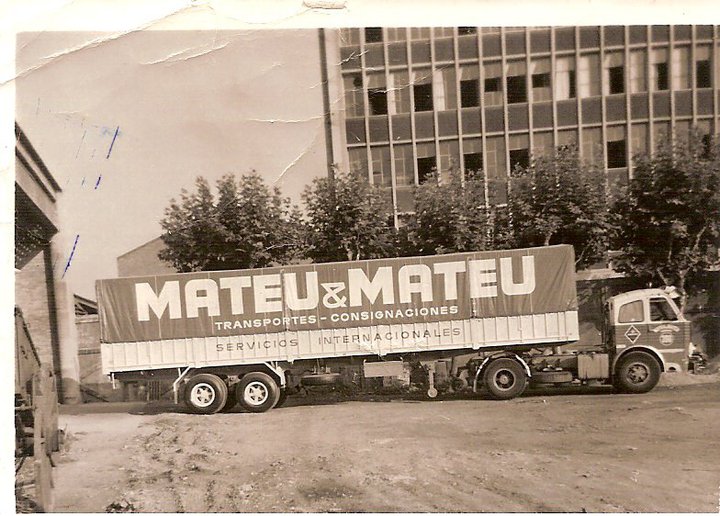 MATEU & MATEU
TRANSPORTES - CONSIGNACIONES
SERVICIOS INTERNACIONALES